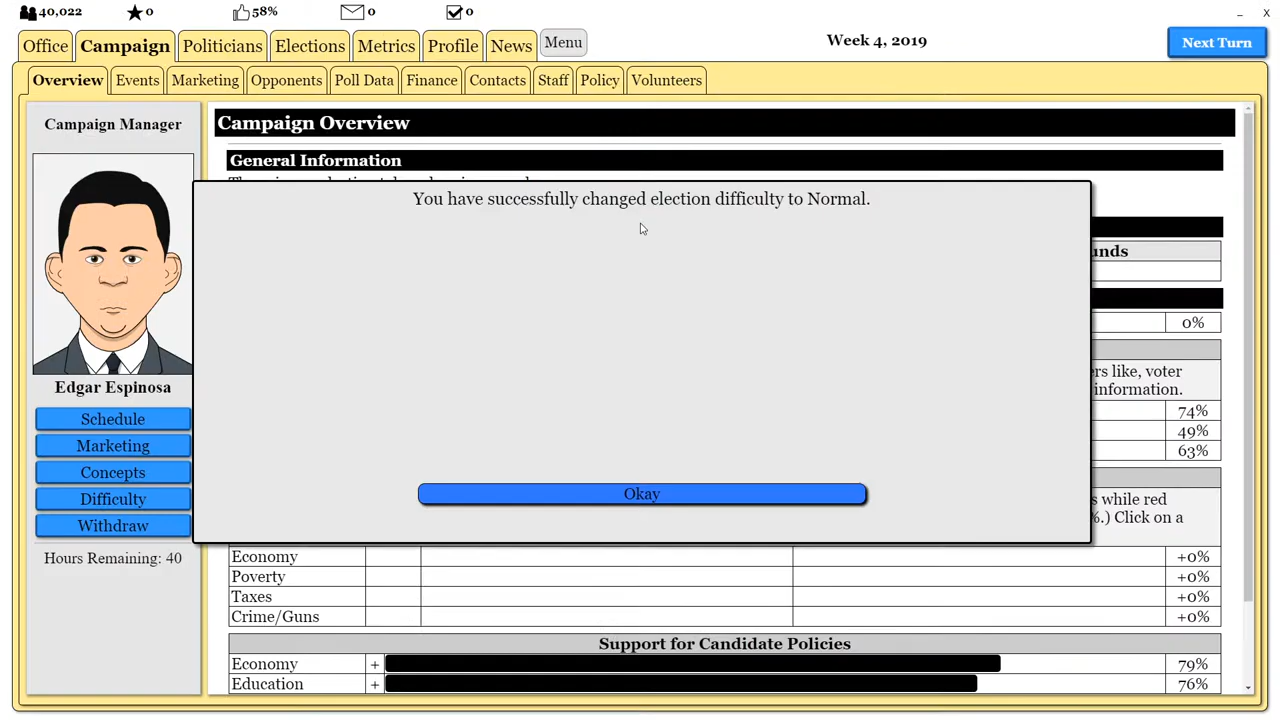 40,022 0 58% 0 0
_ X
Office Campaign Politicians Elections Metrics Profile News Menu
Week 4, 2019
Next Turn
Overview Events Marketing Opponents Poll Data Finance Contacts Staff Policy Volunteers
Campaign Manager
Edgar Espinosa
Schedule
Marketing
Concepts
Difficulty
Withdraw
Hours Remaining: 40
Campaign Overview
General Information
You have successfully changed election difficulty to Normal.
Okay
unds
0%
ers like, voter
information.
74%
49%
63%
s while red
%.) Click on a
Economy +0%
Poverty +0%
Taxes +0%
Crime/Guns +0%
Support for Candidate Policies
Economy + 79%
Education + 76%